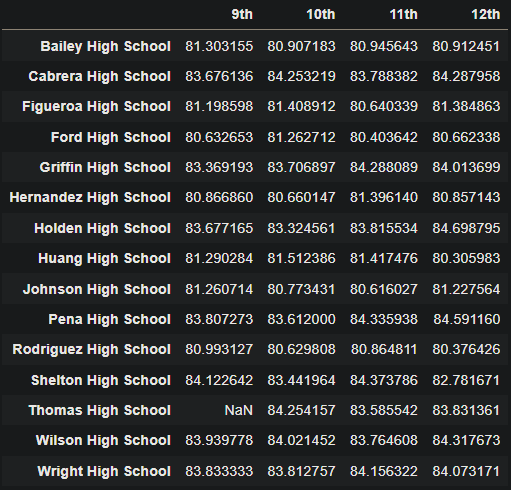 9th 10th 11th 12th
Bailey High School 81.303155 80.907183 80.945643 80.912451
Cabrera High School 83.676136 84.253219 83.788382 84.287958
Figueroa High School 81.198598 81.408912 80.640339 81.384863
Ford High School 80.632653 81.262712 80.403642 80.662338
Griffin High School 83.369193 83.706897 84.288089 84.013699
Hernandez High School 80.866860 80.660147 81.396140 80.857143
Holden High School 83.677165 83.324561 83.815534 84.698795
Huang High School 81.290284 81.512386 81.417476 80.305983
Johnson High School 81.260714 80.773431 80.616027 81.227564
Pena High School 83.807273 83.612000 84.335938 84.591160
Rodriguez High School 80.993127 80.629808 80.864811 80.376426
Shelton High School 84.122642 83.441964 84.373786 82.781671
Thomas High School NaN 84.254157 83.585542 83.831361
Wilson High School 83.939778 84.021452 83.764608 84.317673
Wright High School 83.833333 83.812757 84.156322 84.073171